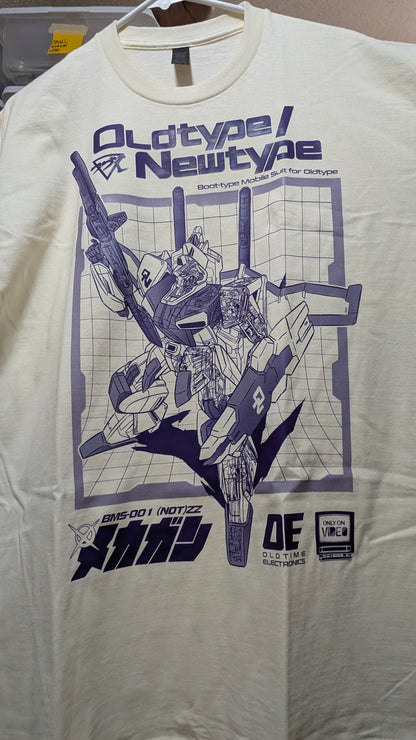 Oldtype/
Newtype
Boot-type Mobile Suit for Oldtype
BMS-001 (NOT)ZZ
メカガン
OE
OLDTIME
ELECTRONICS
ONLY ON
VIDEO